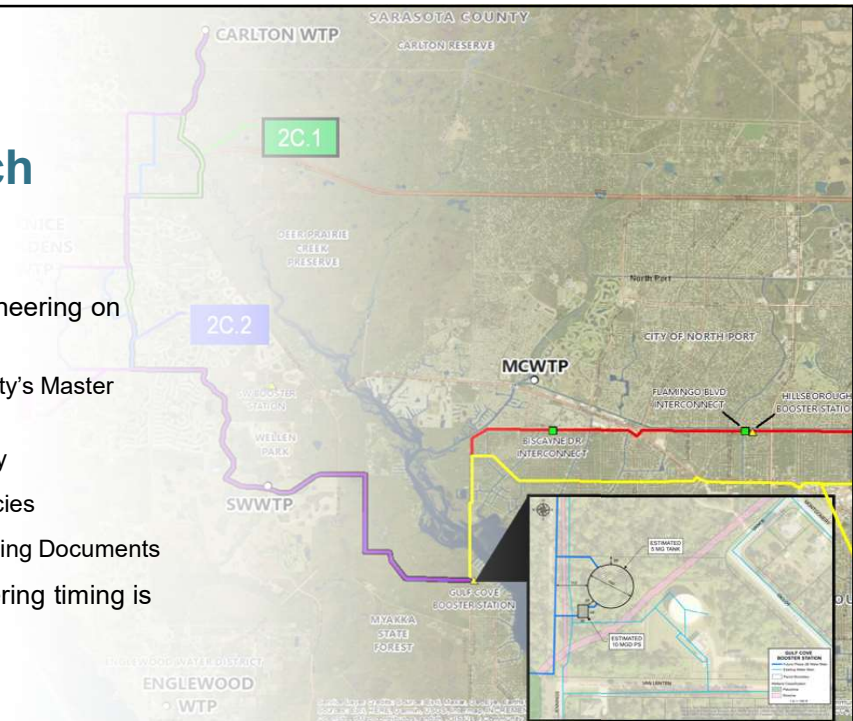 ch
neering on
ty's Master
y
cies
ing Documents
ring timing is
SARASOTA COUNTY
CARLTON WTP
CARLTON RESERVE
2C.1
DEER PRAIRIE
CREEK
PRESERVE
North Port
2C.2
CITY OF NORTH PORT
MCWTP
FLAMINGO BLVD
INTERCONNECT
HILLSBOROUGH
BOOSTER STATIO
BISCAYNE DR
INTERCONNECT
STATION
WELLEN
PARK
SWWTP
GULF COVE
BOOSTER STATION
MYAKKA
STATE
FOREST
ENGLEWOOD WATER DISTRICT
ENGLEWOOD
WTP
ESTIMATED
5 MG TANK
ESTIMATED
10 MGD PS
GULF COVE
BOOSTER STATION